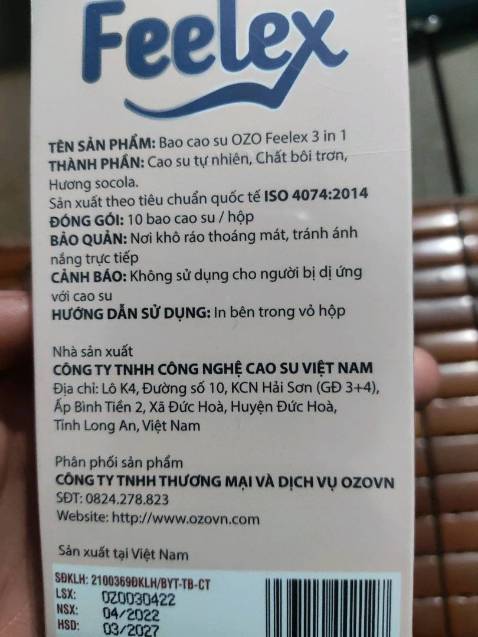 Feelex
TÊN SẢN PHẨM: Bao cao su OZO Feelex 3 in 1
THÀNH PHẦN: Cao su tự nhiên, Chất bôi trơn,
Hương socola.
Sản xuất theo tiêu chuẩn quốc tế ISO 4074:2014
ĐÓNG GÓI: 10 bao cao su / hộp
BẢO QUẢN: Nơi khô ráo thoáng mát, tránh ánh
nắng trực tiếp
CẢNH BÁO: Không sử dụng cho người bị dị ứng
với cao su
HƯỚNG DẪN SỬ DỤNG: In bên trong vỏ hộp
Nhà sản xuất
CÔNG TY TNHH CÔNG NGHỆ CAO SU VIỆT NAM
Địa chỉ: Lô K4, Đường số 10, KCN Hải Sơn (GĐ 3+4),
Ấp Bình Tiền 2, Xã Đức Hoà, Huyện Đức Hoà,
Tỉnh Long An, Việt Nam
Phân phối sản phẩm
CÔNG TY TNHH THƯƠNG MẠI VÀ DỊCH VỤ OZOVN
SĐT: 0824.278.823
Website: http://www.ozovn.com
Sản xuất tại Việt Nam
SĐKLH: 2100369ĐKLH/BYT-TB-CT
LSX: OZ0030422
NSX: 04/2022
HSD: 03/2027